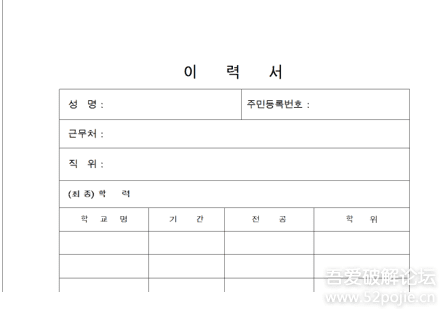 이 력 서
성 명 : 주민등록번호 :
근무처 :
직 위 :
(최 종) 학 력
학 교 명 기 간 전 공 학 위
吾爱破解论坛
www.52pojie.cn